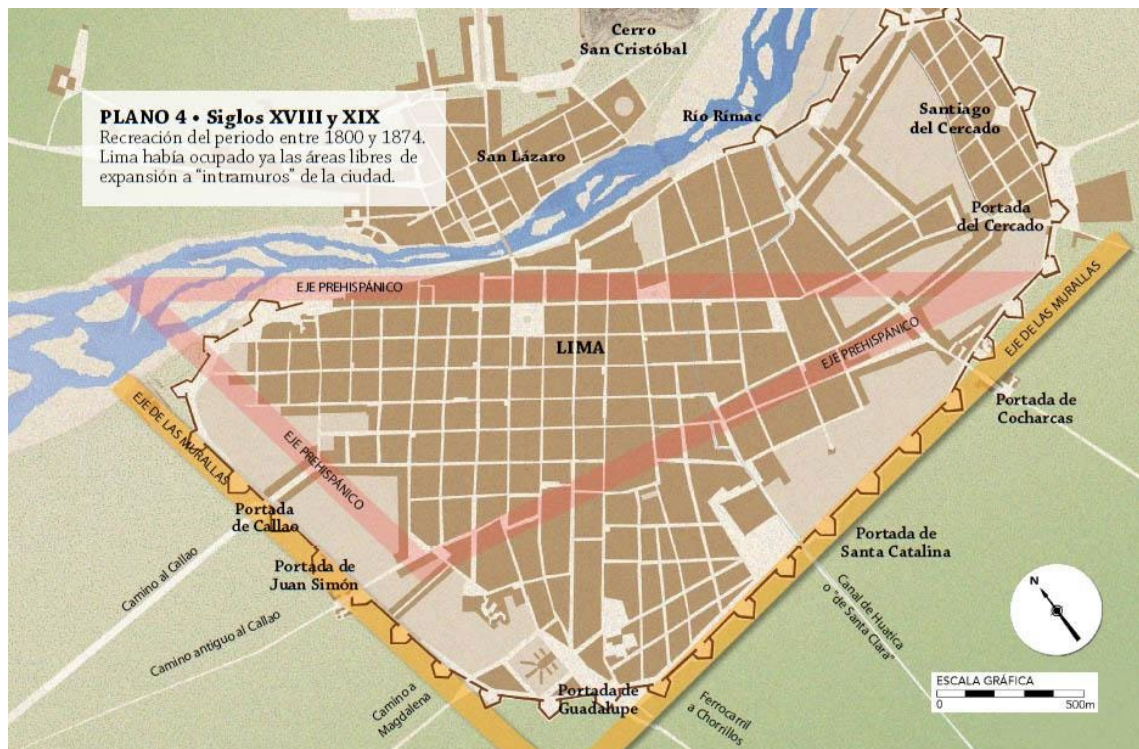 Cerro
San Cristóbal
PLANO 4 • Siglos XVIII y XIX
Recreación del periodo entre 1800 y 1874.
Lima había ocupado ya las áreas libres de
expansión a “intramuros” de la ciudad.
Río Rímac
Santiago
del Cercado
San Lázaro
Portada
del Cercado
EJE PREHISPÁNICO
EJE DE LAS MURALLAS
LIMA
EJE PREHISPÁNICO
Portada de
Cocharcas
EJE DE LAS MURALLAS
EJE PREHISPÁNICO
Portada
de Callao
Portada de
Santa Catalina
Portada de
Juan Simón
Camino al Callao
Camino antiguo al Callao
Canal de Huatica
o "de Santa Clara"
N
ESCALA GRÁFICA
0
500m
Camino a
Magdalena
Portada de
Guadalupe
Ferrocarril
a Chorrillos